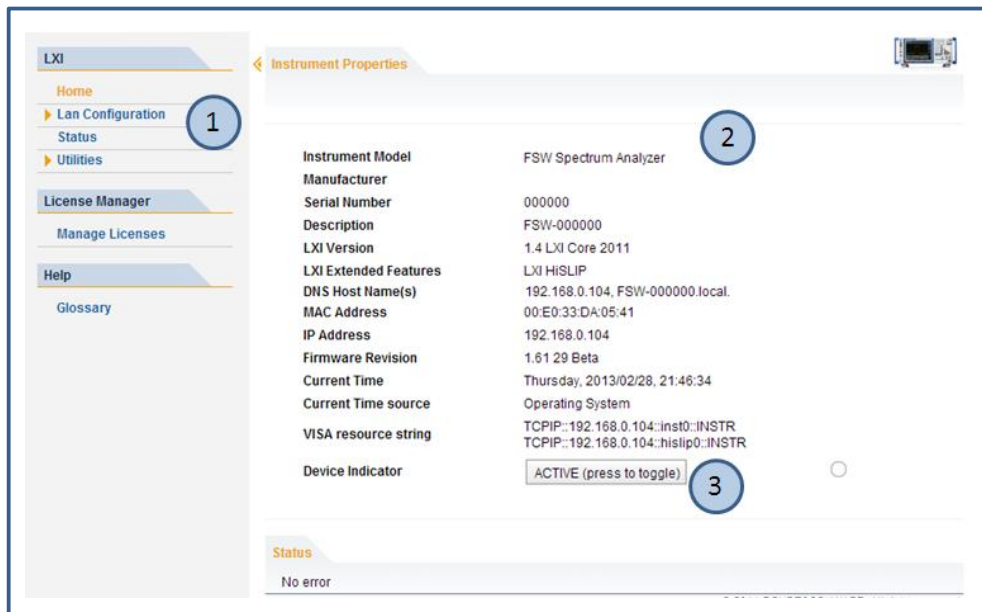 LXI
Home
Lan Configuration
Status
Utilities
License Manager
Manage Licenses
Help
Glossary
1
Instrument Properties
2
Instrument Model FSW Spectrum Analyzer
Manufacturer
Serial Number 000000
Description FSW-000000
LXI Version 1.4 LXI Core 2011
LXI Extended Features LXI HiSLIP
DNS Host Name(s) 192.168.0.104, FSW-000000.local.
MAC Address 00:E0:33:DA:05:41
IP Address 192.168.0.104
Firmware Revision 1.61 29 Beta
Current Time Thursday, 2013/02/28, 21:46:34
Current Time source Operating System
VISA resource string TCPIP::192.168.0.104::inst0::INSTR
TCPIP::192.168.0.104::hislip0::INSTR
Device Indicator ACTIVE (press to toggle)
3
Status
No error